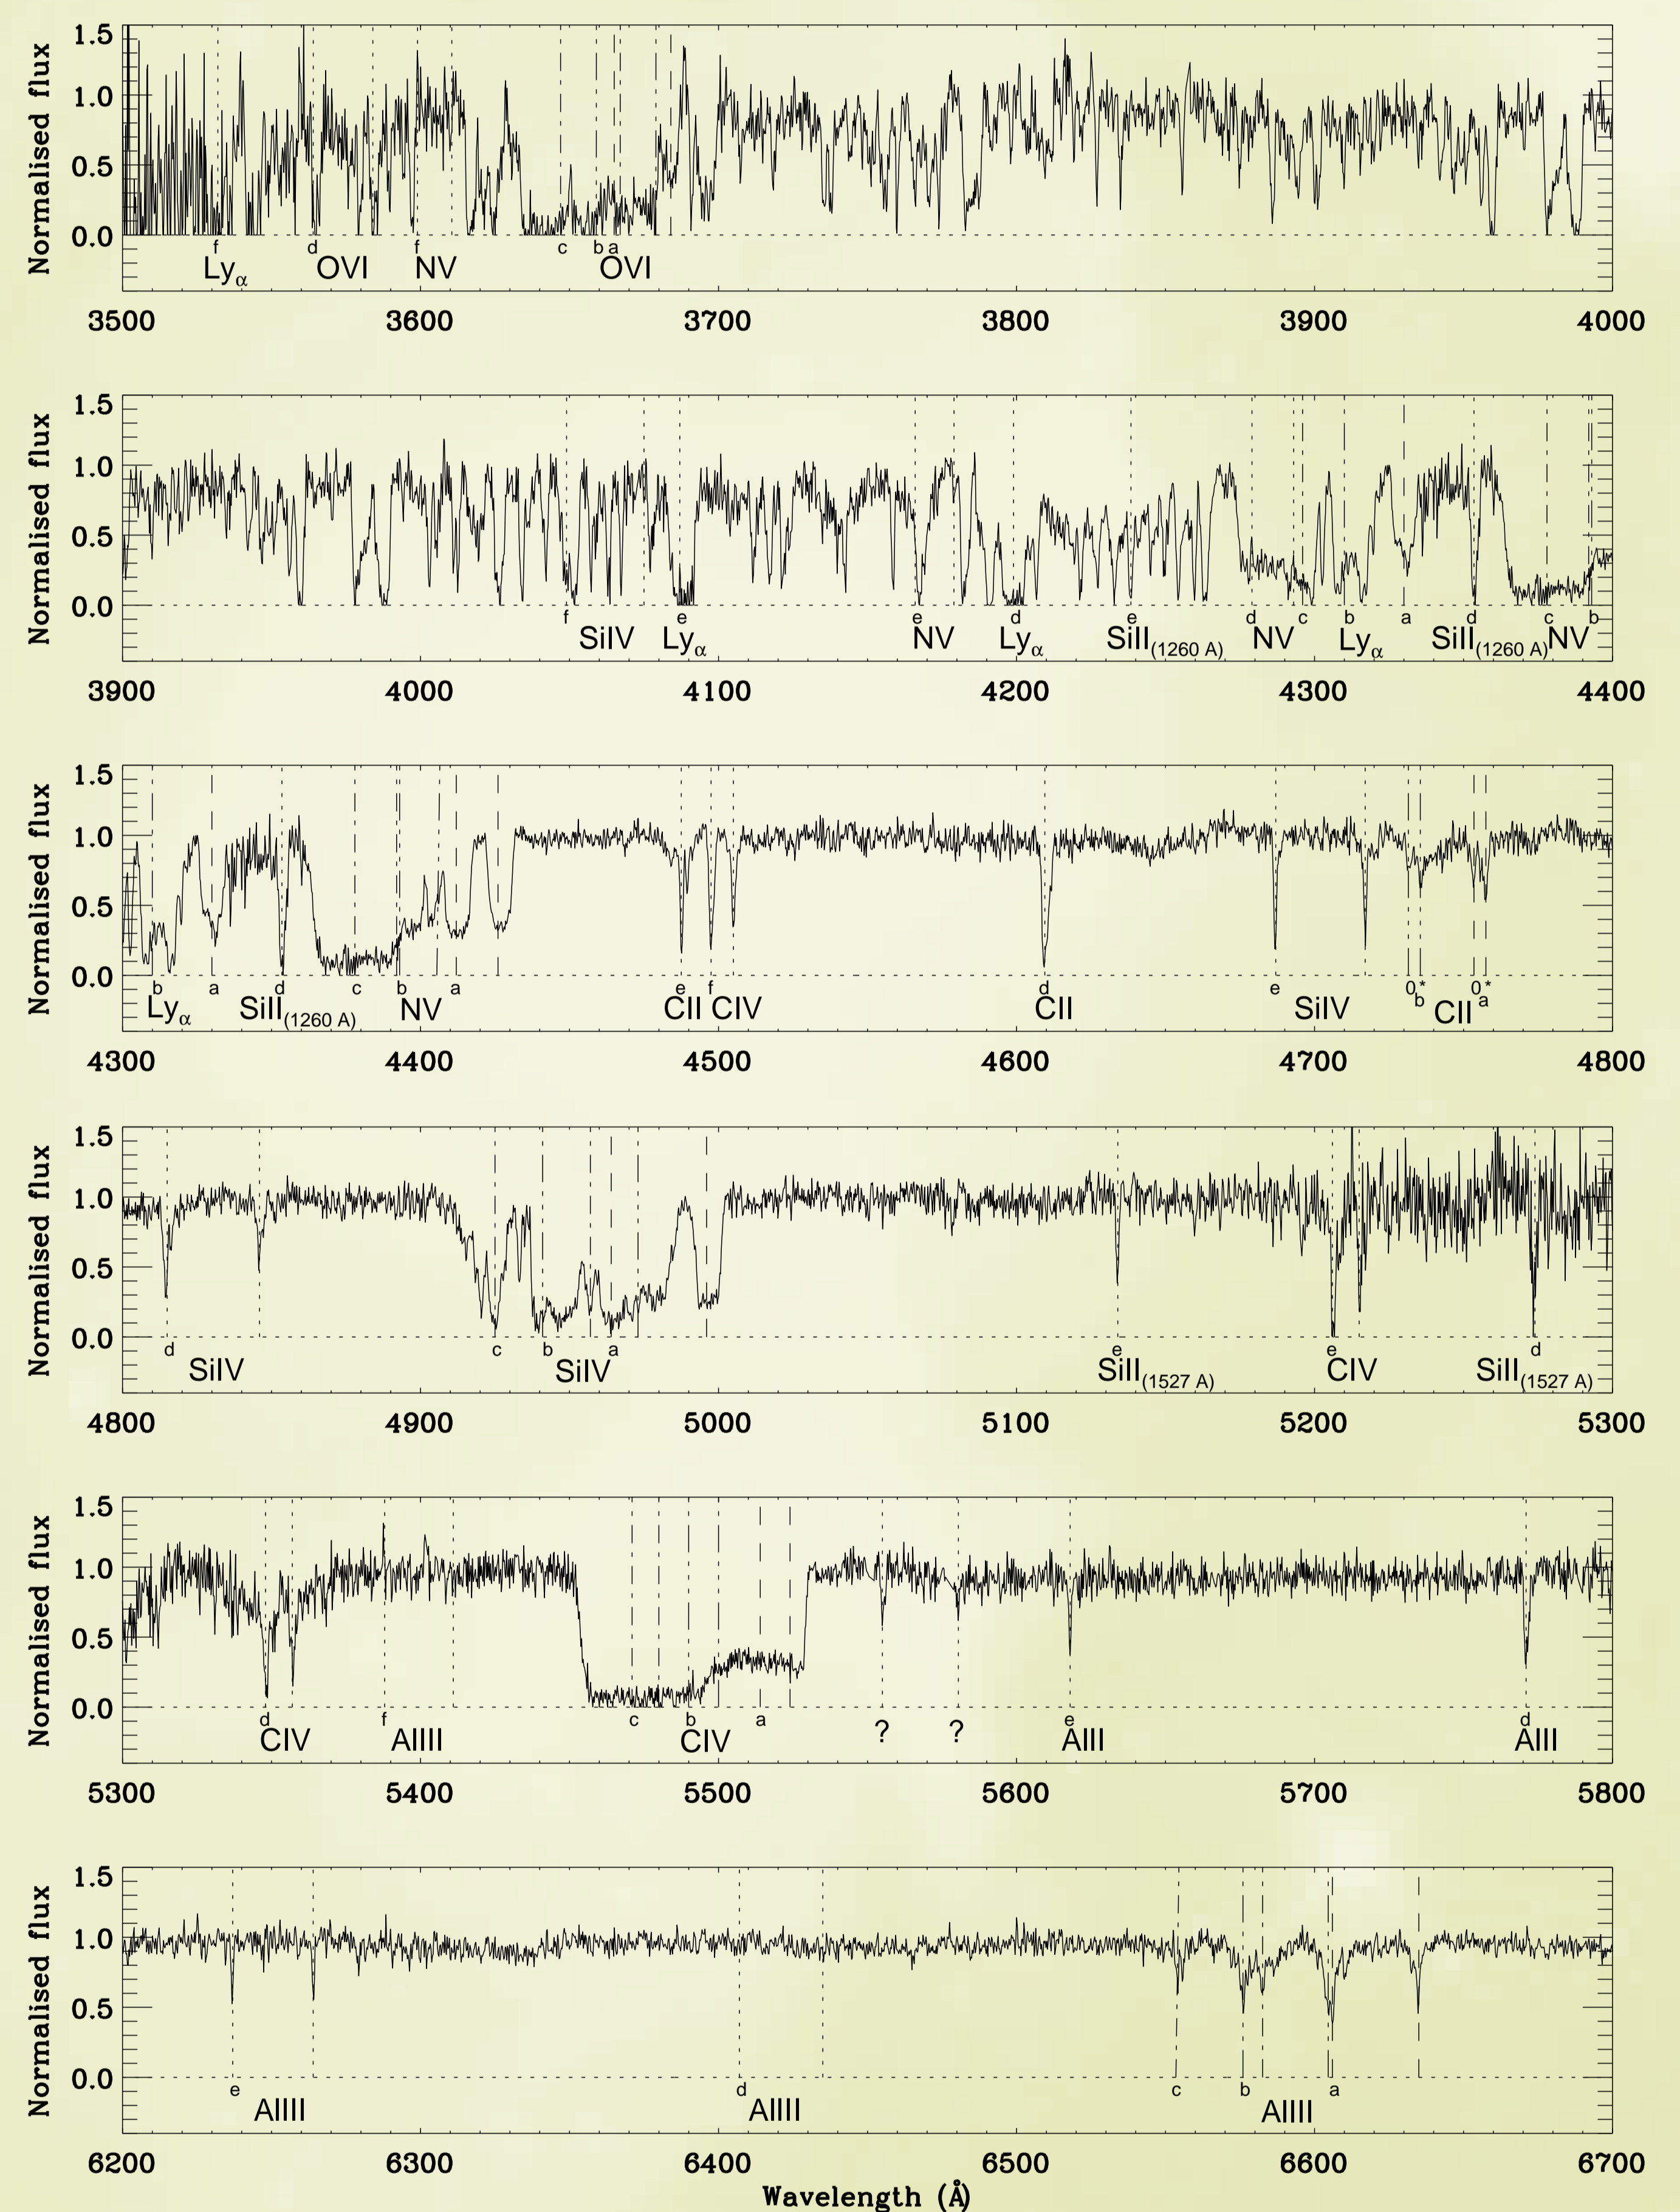 Normalised flux
1.5
1.0
0.5
0.0
f d f c b a
Lyα OVI NV OVI
3500 3600 3700 3800 3900 4000
Normalised flux
1.5
1.0
0.5
0.0
f e e d e d c b a d c b
SiIV Lyα NV Lyα SiII(1260 A) NV Lyα SiII(1260 A) NV
3900 4000 4100 4200 4300 4400
Normalised flux
1.5
1.0
0.5
0.0
b a d c b a e f d e 0 * b 0 * a
Lyα SiII(1260 A) NV CII CIV CII SiIV CII
4300 4400 4500 4600 4700 4800
Normalised flux
1.5
1.0
0.5
0.0
d c b a e e d
SiIV SiIV SiII(1527 A) CIV SiII(1527 A)
4800 4900 5000 5100 5200 5300
Normalised flux
1.5
1.0
0.5
0.0
d f c b a e d
CIV AlIII CIV ? ? AlII AlII
5300 5400 5500 5600 5700 5800
Normalised flux
1.5
1.0
0.5
0.0
e d c b a
AlIII AlIII AlIII
6200 6300 6400 6500 6600 6700
Wavelength (Å)